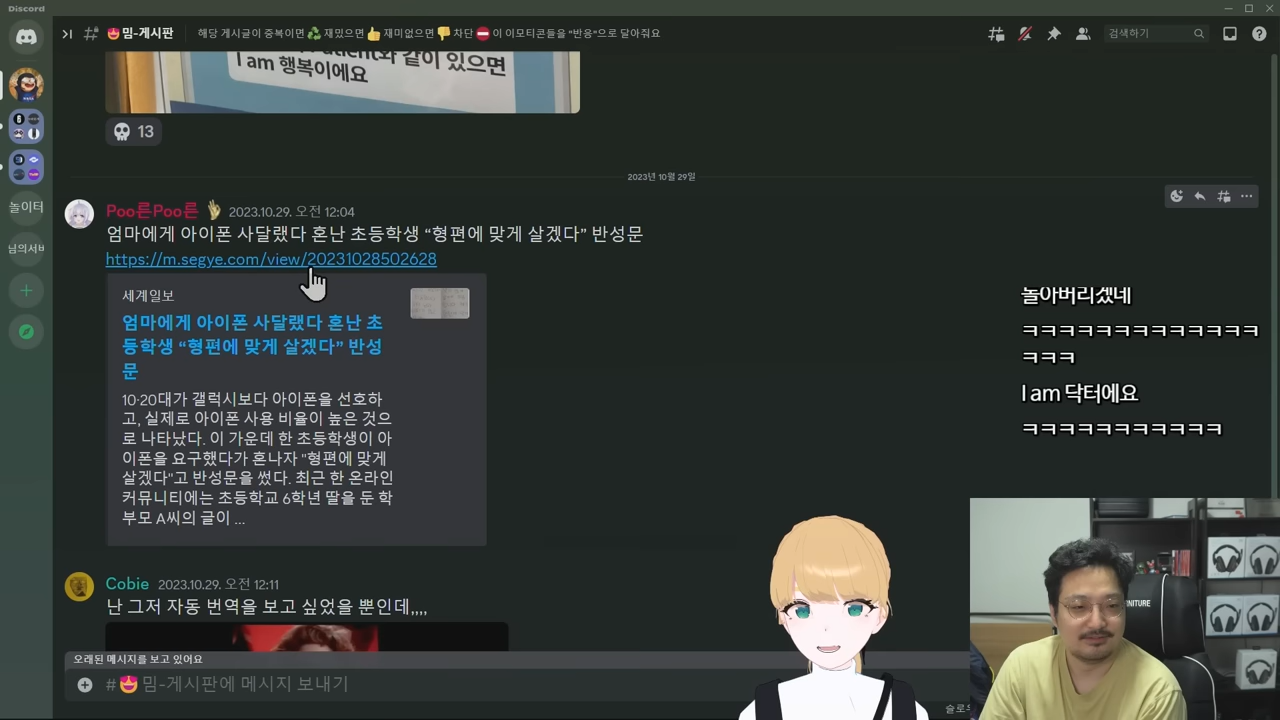 Discord
😍밈-게시판
해당 게시글이 중복이면 ♻️ 재밌으면 👍 재미없으면 👎 차단 ⛔ 이 이모티콘들을 "반응"으로 달아줘요
검색하기
같이 있으면
I am 행복이에요
13
2023년 10월 29일
놀이터
Poo른Poo른 2023.10.29. 오전 12:04
엄마에게 아이폰 사달랬다 혼난 초등학생 “형편에 맞게 살겠다” 반성문
https://m.segye.com/view/20231028502628
세계일보
엄마에게 아이폰 사달랬다 혼난 초
등학생 “형편에 맞게 살겠다” 반성
문
10·20대가 갤럭시보다 아이폰을 선호하
고, 실제로 아이폰 사용 비율이 높은 것으
로 나타났다. 이 가운데 한 초등학생이 아
이폰을 요구했다가 혼나자 "형편에 맞게
살겠다"고 반성문을 썼다. 최근 한 온라인
커뮤니티에는 초등학교 6학년 딸을 둔 학
부모 A씨의 글이 ...
놀아버리겠네
ㅋㅋㅋㅋㅋㅋㅋㅋㅋㅋㅋㅋㅋ
ㅋㅋㅋ
I am 닥터에요
ㅋㅋㅋㅋㅋㅋㅋㅋㅋㅋㅋ
Cobie 2023.10.29. 오전 12:11
난 그저 자동 번역을 보고 싶었을 뿐인데,,,,
오래된 메시지를 보고 있어요
#😍밈-게시판에 메시지 보내기
슬로우